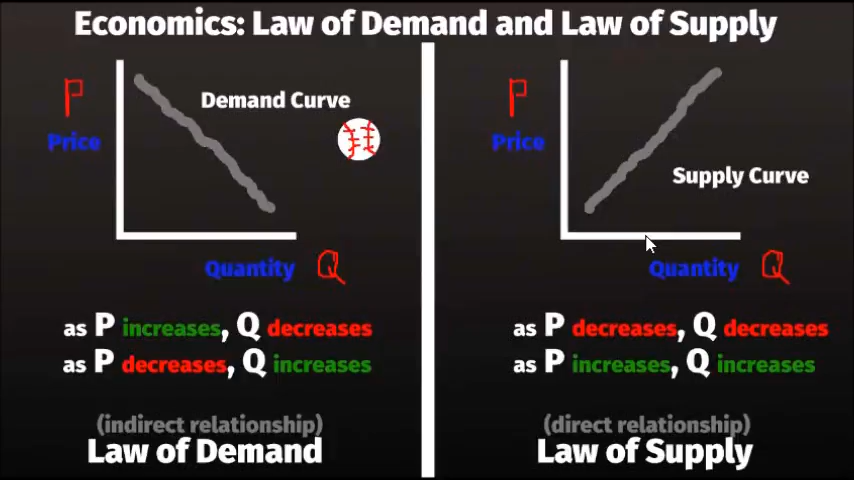 Economics: Law of Demand and Law of Supply
P
Price
Demand Curve
Quantity Q
as P increases, Q decreases
as P decreases, Q increases
(indirect relationship)
Law of Demand
P
Price
Supply Curve
Quantity Q
as P decreases, Q decreases
as P increases, Q increases
(direct relationship)
Law of Supply